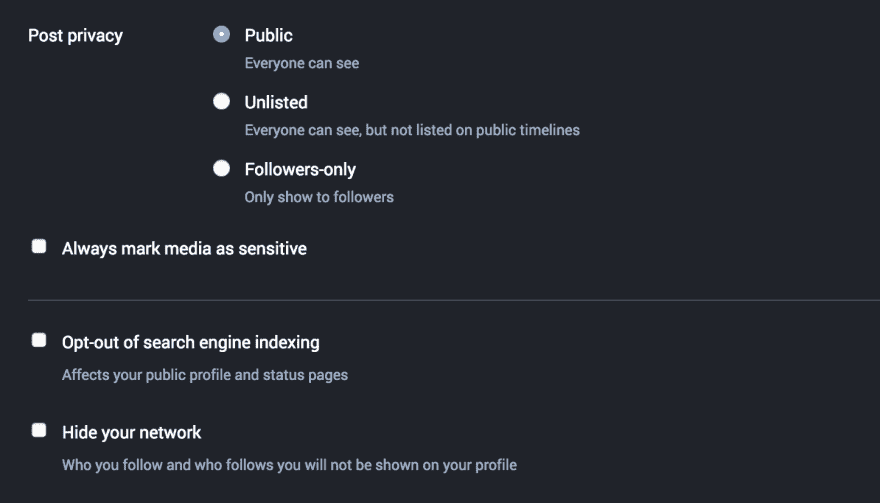 Post privacy
Public
Everyone can see
Unlisted
Everyone can see, but not listed on public timelines
Followers-only
Only show to followers
Always mark media as sensitive
Opt-out of search engine indexing
Affects your public profile and status pages
Hide your network
Who you follow and who follows you will not be shown on your profile